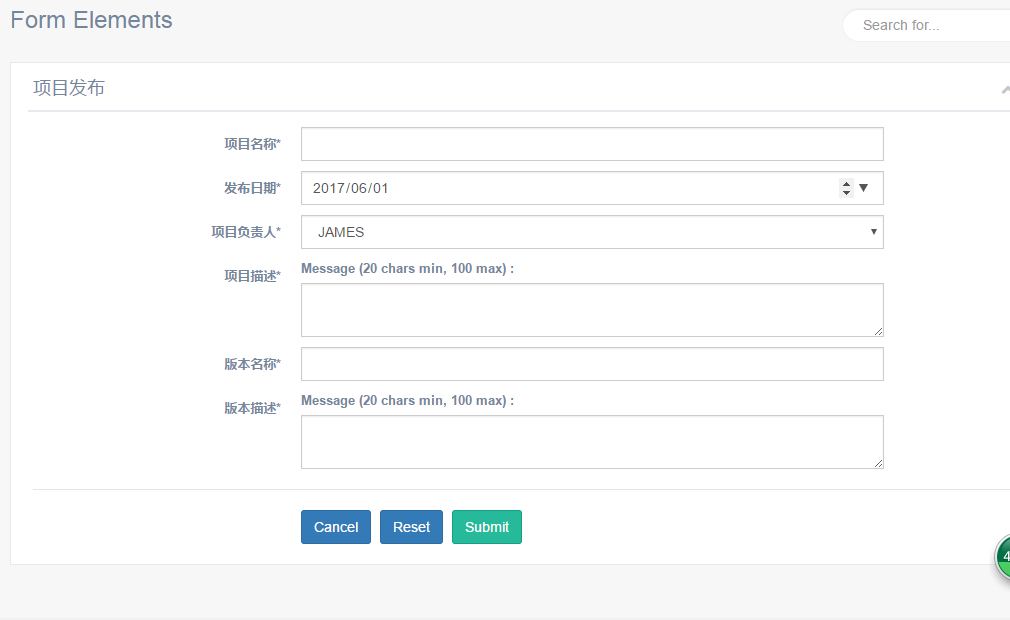 Form Elements
Search for...
项目发布
项目名称*
发布日期*
2017/06/01
项目负责人*
JAMES
Message (20 chars min, 100 max) :
项目描述*
版本名称*
Message (20 chars min, 100 max) :
版本描述*
Cancel
Reset
Submit
4